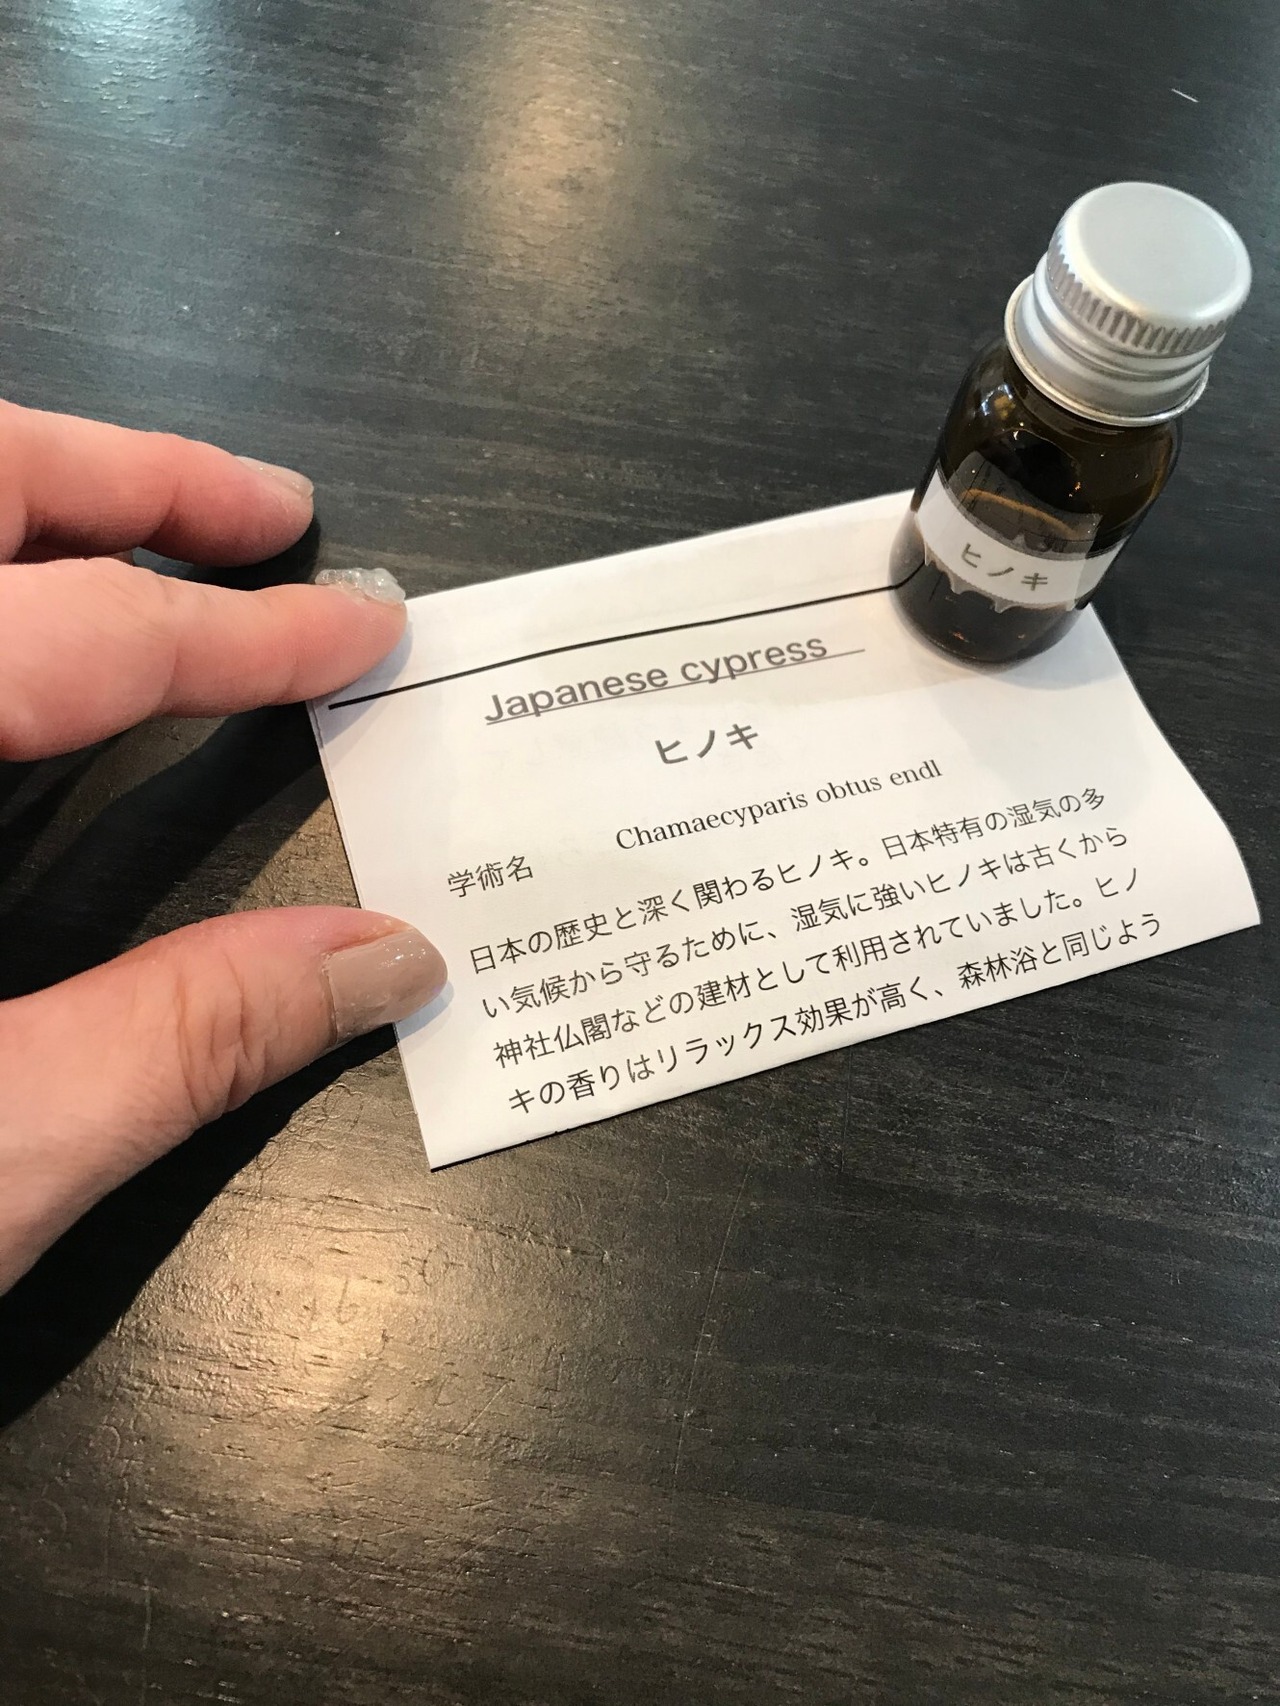 ヒノキ
Japanese cypress
ヒノキ
学術名 Chamaecyparis obtus endl
日本の歴史と深く関わるヒノキ。日本特有の湿気の多
い気候から守るために、湿気に強いヒノキは古くから
神社仏閣などの建材として利用されていました。ヒノ
キの香りはリラックス効果が高く、森林浴と同じよう